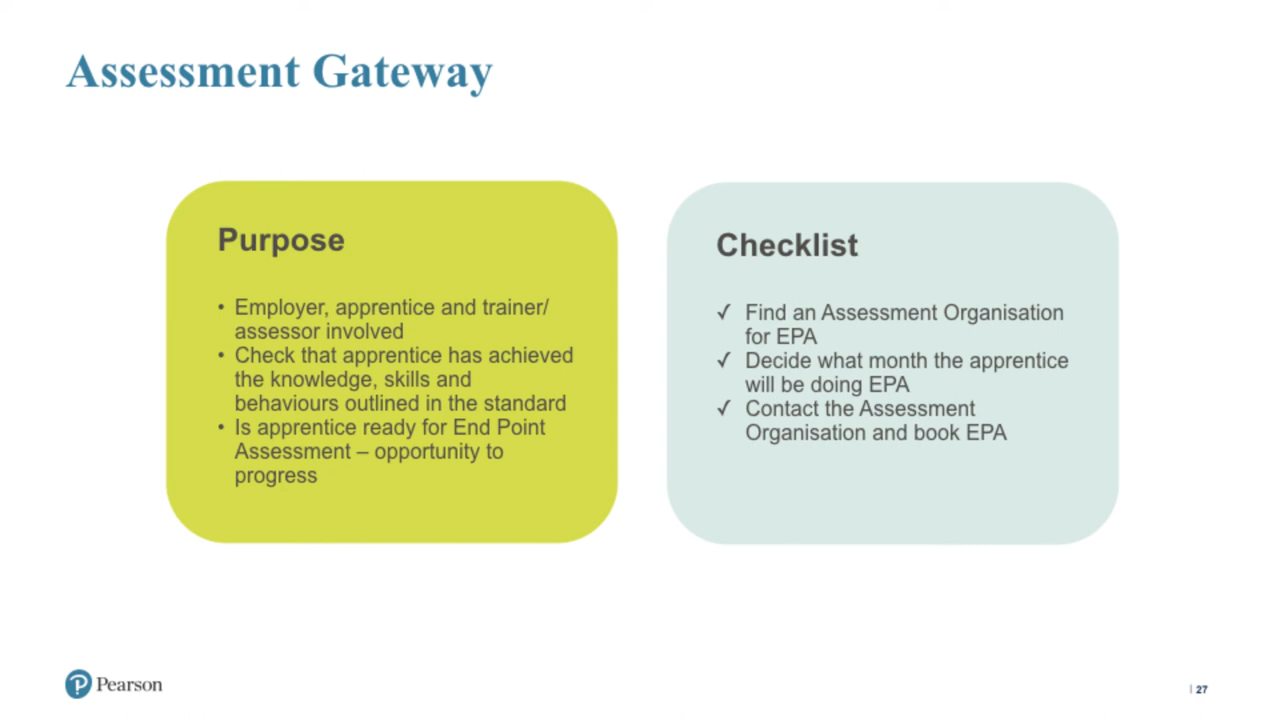 Assessment Gateway
Purpose
• Employer, apprentice and trainer/
assessor involved
• Check that apprentice has achieved
the knowledge, skills and
behaviours outlined in the standard
• Is apprentice ready for End Point
Assessment – opportunity to
progress
Checklist
✓ Find an Assessment Organisation
for EPA
✓ Decide what month the apprentice
will be doing EPA
✓ Contact the Assessment
Organisation and book EPA
Pearson
| 27